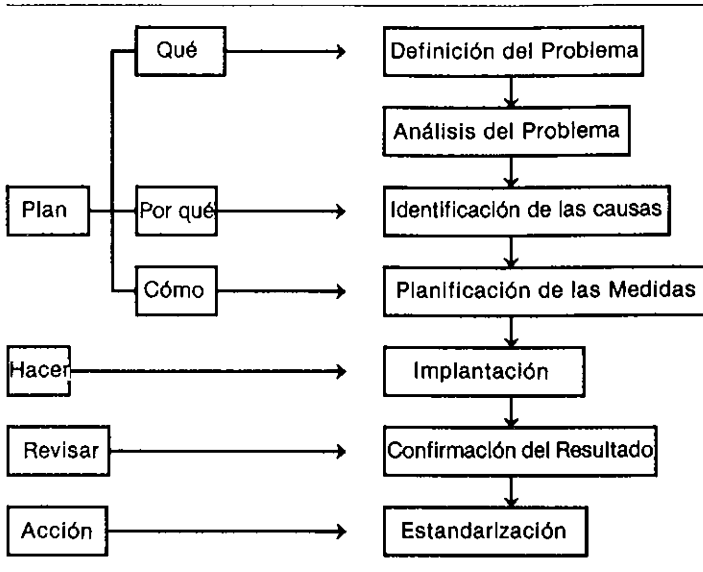 Qué
Definición del Problema
Análisis del Problema
Plan
Por qué
Identificación de las causas
Cómo
Planificación de las Medidas
Hacer
Implantación
Revisar
Confirmación del Resultado
Acción
Estandarización